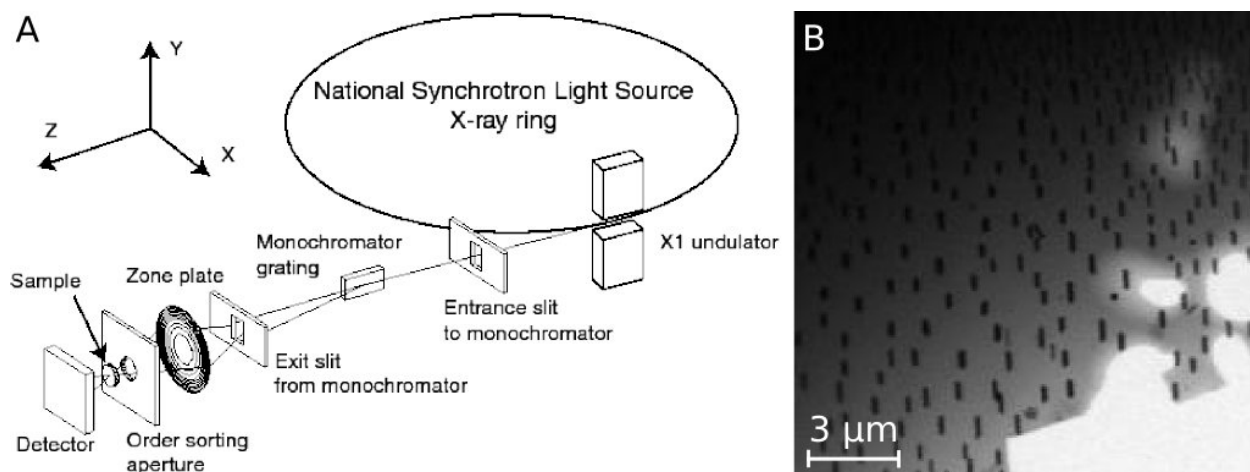 A
Y
Z
X
National Synchrotron Light Source
X-ray ring
X1 undulator
Monochromator
grating
Entrance slit
to monochromator
Zone plate
Exit slit
from monochromator
Sample
Detector
Order sorting
aperture
B
3 µm